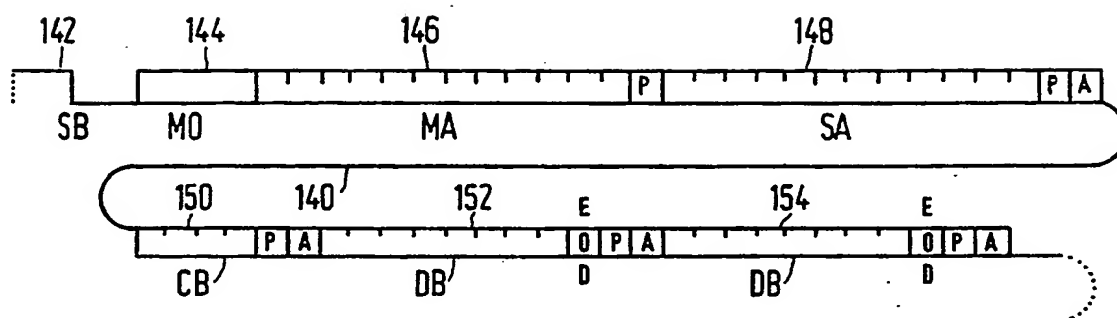 142 144 146 148
P P A
SB MO MA SA
150 140 152 E 154 E
P A O P A O P A
CB DB D DB D